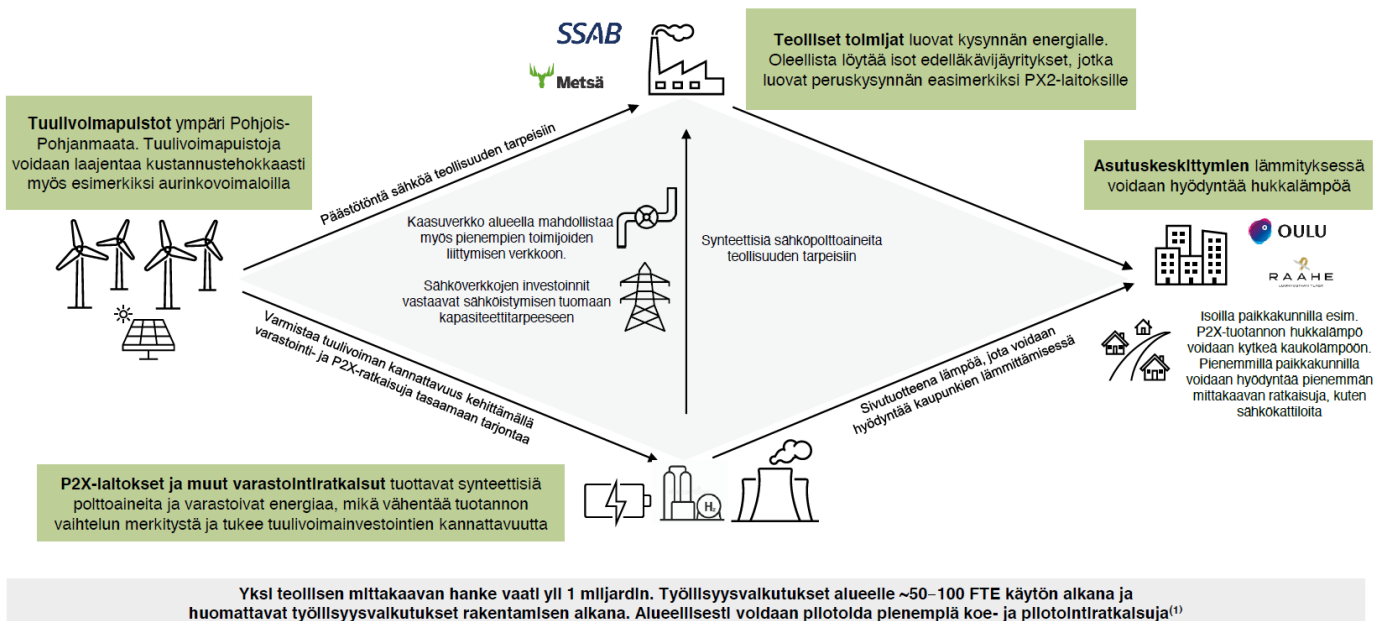 SSAB
Metsä
Teolliset toimijat luovat kysynnän energialle.
Oleellista löytää isot edelläkävijäyritykset, jotka
luovat peruskysynnän easimerkiksi PX2-laitoksille
Tuulivoimapuistot ympäri Pohjois-
Pohjanmaata. Tuulivoimapuistoja
voidaan laajentaa kustannustehokkaasti
myös esimerkiksi aurinkovoimaloilla
Asutuskeskittymien lämmityksessä
voidaan hyödyntää hukkalämpöä
Päästötöntä sähköä teollisuuden tarpeisiin
Kaasuverkko alueella mahdollistaa
myös pienempien toimijoiden
liittymisen verkkoon.
Synteettisiä sähköpolttoaineita
teollisuuden tarpeisiin
Sähköverkkojen investoinnit
vastaavat sähköistymisen tuomaan
kapasiteettitarpeeseen
OULU
RAAHE
Isoilla paikkakunnilla esim.
P2X-tuotannon hukkalämpö
voidaan kytkeä kaukolämpöön.
Pienemmillä paikkakunnilla
voidaan hyödyntää pienemmän
mittakaavan ratkaisuja, kuten
sähkökattiloita
Varmistaa tuulivoiman kannattavuus kehittämällä
varastointi- ja P2X-ratkaisuja tasaamaan tarjontaa
Sivutuotteena lämpöä, jota voidaan
hyödyntää kaupunkien lämmittämisessä
P2X-laitokset ja muut varastointiratkaisut tuottavat synteettisiä
polttoaineita ja varastoivat energiaa, mikä vähentää tuotannon
vaihtelun merkitystä ja tukee tuulivoimainvestointien kannattavuutta
H₂
Yksi teollisen mittakaavan hanke vaatii yli 1 miljardin. Työllisyysvaikutukset alueelle ~50–100 FTE käytön aikana ja
huomattavat työllisyysvaikutukset rakentamisen aikana. Alueellisesti voidaan pilotoida pienempiä koe- ja pilotointiratkaisuja⁽¹⁾